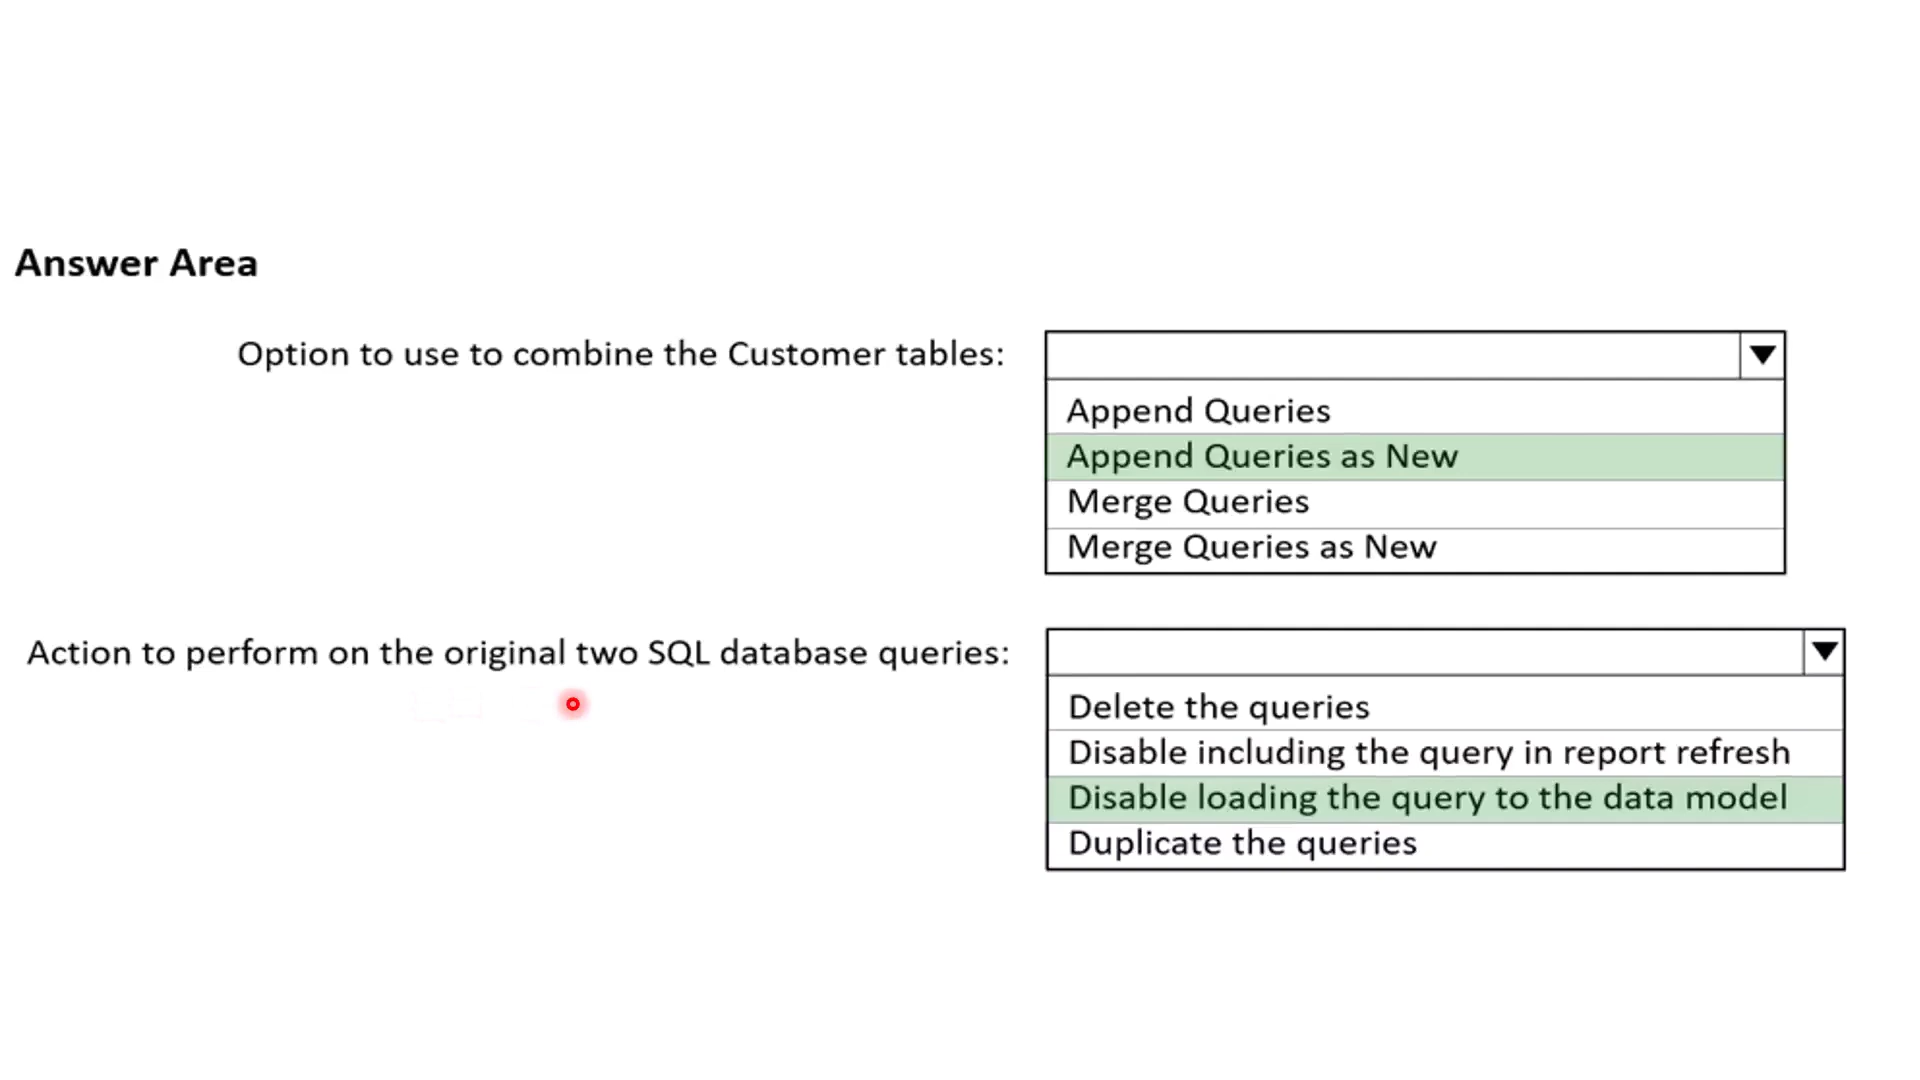 Answer Area
Option to use to combine the Customer tables:
Append Queries
Append Queries as New
Merge Queries
Merge Queries as New
Action to perform on the original two SQL database queries:
Delete the queries
Disable including the query in report refresh
Disable loading the query to the data model
Duplicate the queries